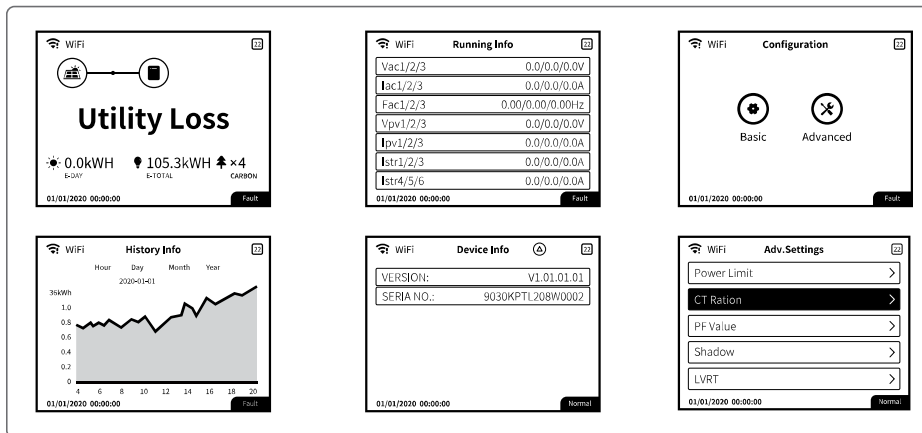 WiFi 22
Utility Loss
0.0kWH 105.3kWH ×4
E-DAY E-TOTAL CARBON
01/01/2020 00:00:00 Fault
WiFi Running Info 22
Vac1/2/3 0.0/0.0/0.0V
Iac1/2/3 0.0/0.0/0.0A
Fac1/2/3 0.00/0.00/0.00Hz
Vpv1/2/3 0.0/0.0/0.0V
Ipv1/2/3 0.0/0.0/0.0A
Istr1/2/3 0.0/0.0/0.0A
Istr4/5/6 0.0/0.0/0.0A
01/01/2020 00:00:00 Fault
WiFi Configuration 22
Basic Advanced
01/01/2020 00:00:00 Fault
WiFi History Info 22
Hour Day Month Year
2020-01-01
36kWh
1.0
0.8
0.6
0.4
0.2
0
4 6 8 10 12 14 16 18 20
01/01/2020 00:00:00 Fault
WiFi Device Info 22
VERSION: V1.01.01.01
SERIA NO.: 9030KPTL208W0002
01/01/2020 00:00:00 Normal
WiFi Adv.Settings 22
Power Limit >
CT Ration >
PF Value >
Shadow >
LVRT >
01/01/2020 00:00:00 Normal